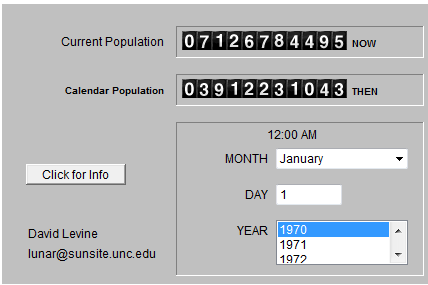 Current Population 07126784495 NOW
Calendar Population 03912231043 THEN
12:00 AM
MONTH January
DAY 1
YEAR 1970
1971
1972
Click for Info
David Levine
lunar@sunsite.unc.edu